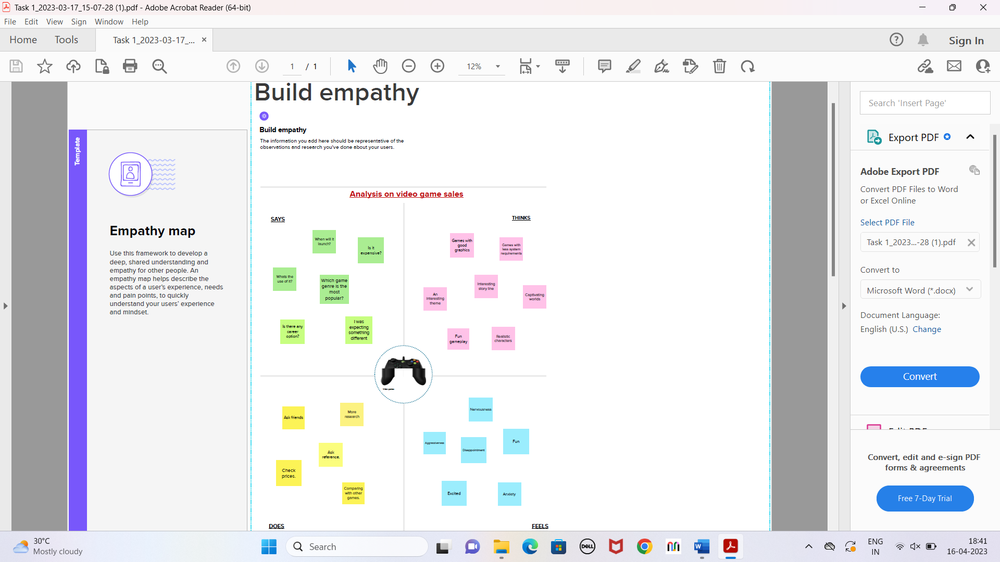 Task 1_2023-03-17_15-07-28 (1).pdf - Adobe Acrobat Reader (64-bit)
File Edit View Sign Window Help
Home Tools Task 1_2023-03-17_... × Sign In
1 / 1 12%
Build empathy
Build empathy
The information you add here should be representative of the
observations and research you've done about your users.
Template
Empathy map
Use this framework to develop a
deep, shared understanding and
empathy for other people. An
empathy map helps describe the
aspects of a user's experience, needs
and pain points, to quickly
understand your users' experience
and mindset.
Analysis on video game sales
SAYS
When will it
launch?
Is it
expensive?
Whats the
use of it?
Which game
genre is the
most
popular?
Is there any
career
option?
I was
expecting
something
different
THINKS
Games with
good
graphics
Games with
less system
requirements
Interesting
story line
An
interesting
theme
Captivating
worlds
Fun
gameplay
Realistic
characters
Video games
Ask friends
More
research
Ask
reference.
Check
prices.
Comparing
with other
games.
DOES
Nervousness
Aggressiveness
Disappointment
Fun
Excited
Anxiety
FEELS
Search 'Insert Page'
Export PDF
Adobe Export PDF
Convert PDF Files to Word
or Excel Online
Select PDF File
Task 1_2023...-28 (1).pdf
Convert to
Microsoft Word (*.docx)
Document Language:
English (U.S.) Change
Convert
Edit PDF
Convert, edit and e-sign PDF
forms & agreements
Free 7-Day Trial
30°C
Mostly cloudy
Search
DELL
ENG
IN
18:41
16-04-2023